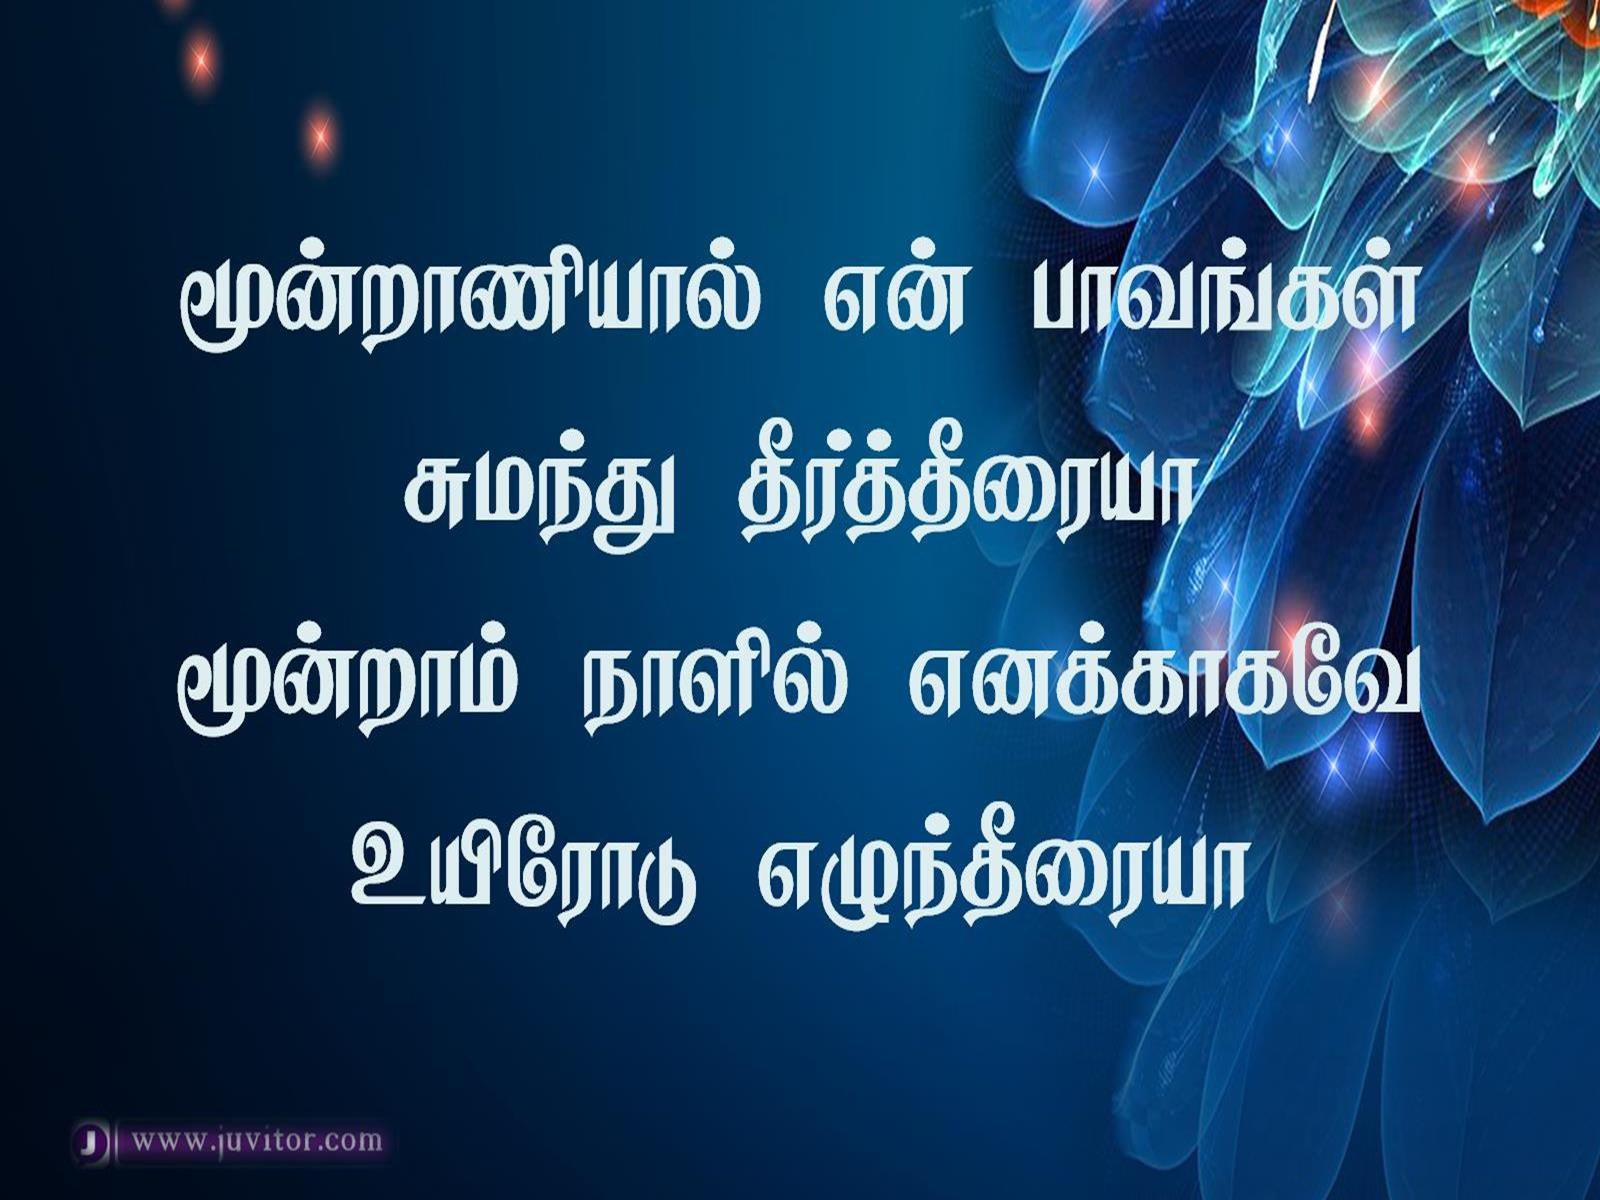 மூன்றாணியால் என் பாவங்கள்
சுமந்து தீர்த்தீரையா
மூன்றாம் நாளில் எனக்காகவே
உயிரோடு எழுந்தீரையா
J www.juvitor.com